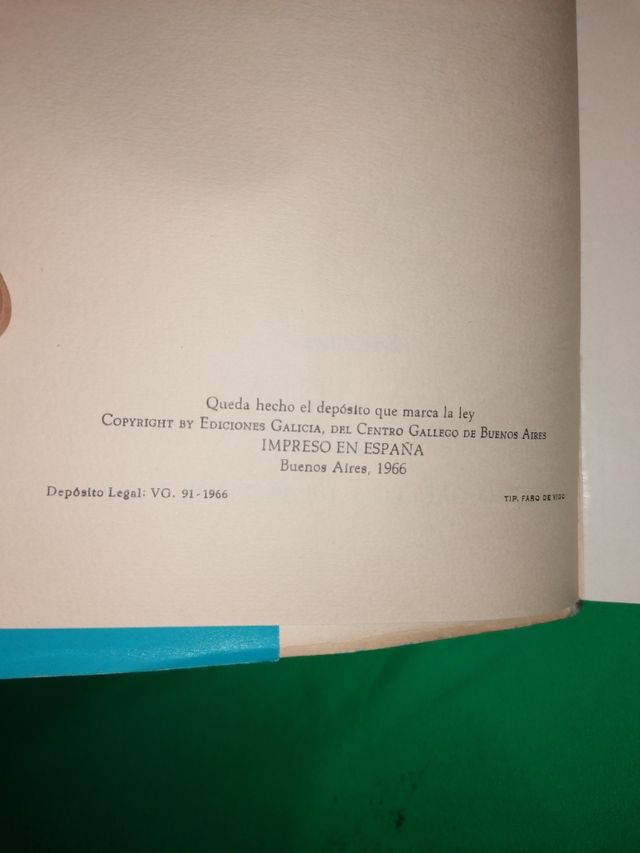 Queda hecho el depósito que marca la ley
COPYRIGHT BY EDICIONES GALICIA, DEL CENTRO GALLEGO DE BUENOS AIRES
IMPRESO EN ESPAÑA
Buenos Aires, 1966
Depósito Legal: VG. 91-1966
TIP. FARO DE VIGO